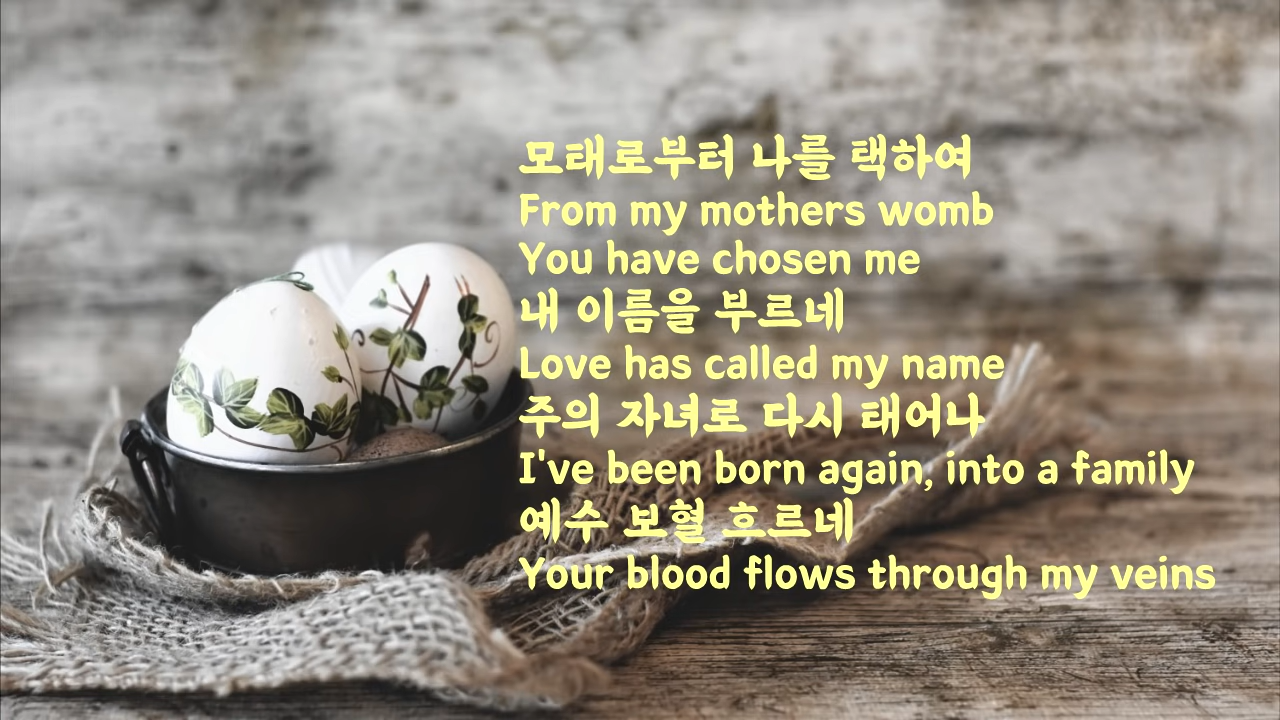 모태로부터 나를 택하여
From my mothers womb
You have chosen me
내 이름을 부르네
Love has called my name
주의 자녀로 다시 태어나
I've been born again, into a family
예수 보혈 흐르네
Your blood flows through my veins